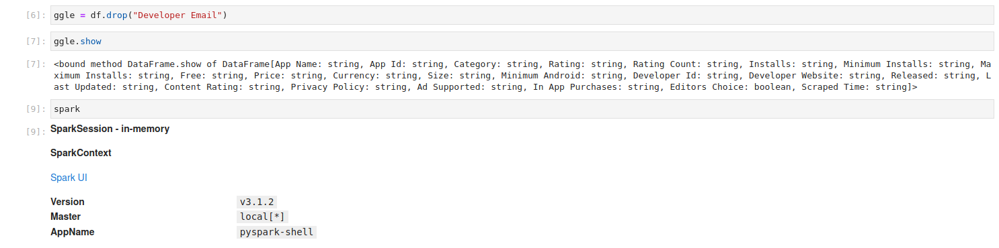 [6]: ggle = df.drop("Developer Email")
[7]: ggle.show
[7]: <bound method DataFrame.show of DataFrame[App Name: string, App Id: string, Category: string, Rating: string, Rating Count: string, Installs: string, Minimum Installs: string, Ma
ximum Installs: string, Free: string, Price: string, Currency: string, Size: string, Minimum Android: string, Developer Id: string, Developer Website: string, Released: string, L
ast Updated: string, Content Rating: string, Privacy Policy: string, Ad Supported: string, In App Purchases: string, Editors Choice: boolean, Scraped Time: string]>
[9]: spark
[9]: SparkSession - in-memory
SparkContext
Spark UI
Version v3.1.2
Master local[*]
AppName pyspark-shell